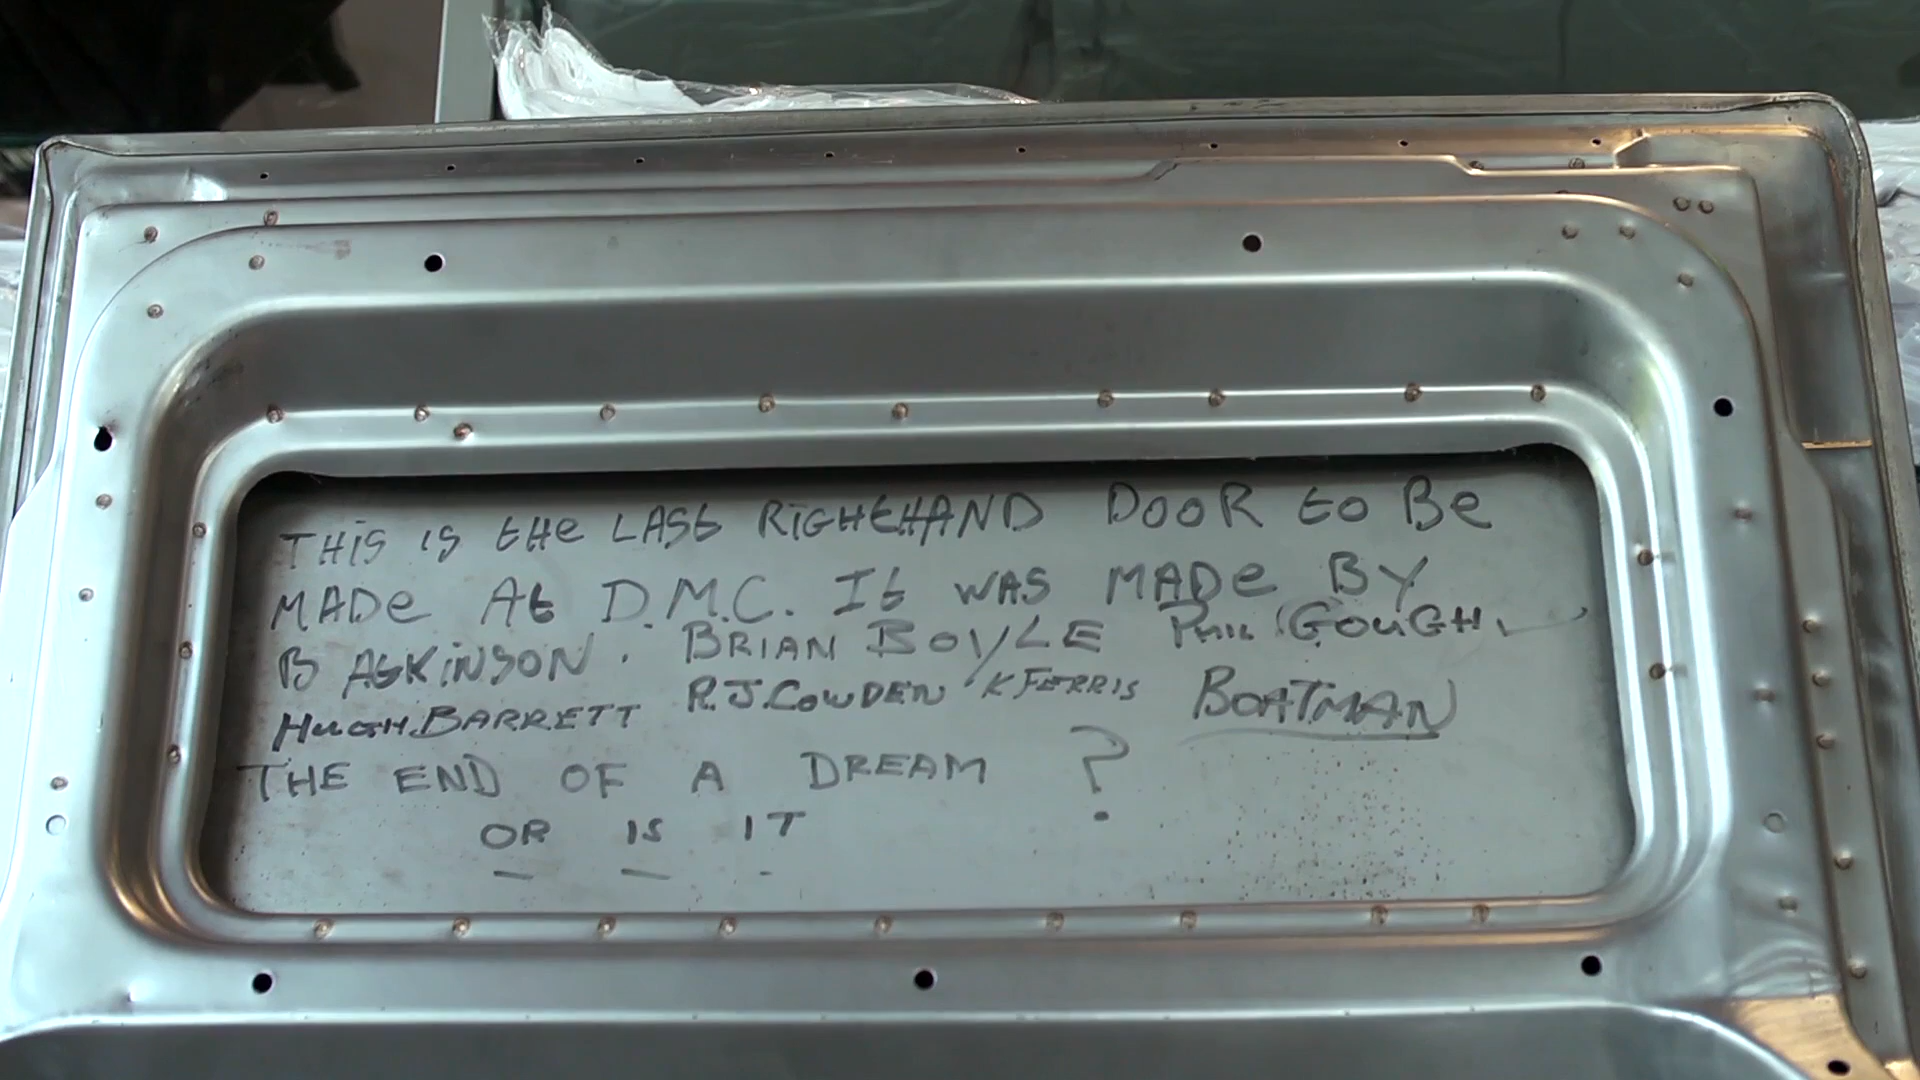 THIS IS tHe LASt RIGHtHAND DOOR to Be
MADe At D.M.C. It WAS MADe BY
B AtKINSON. BRIAN BOYLE PHIL GOUGH.
HUGH.BARRETT R.J.COWDEN K FERRIS BOATMAN
THE END OF A DREAM ?
OR IS IT